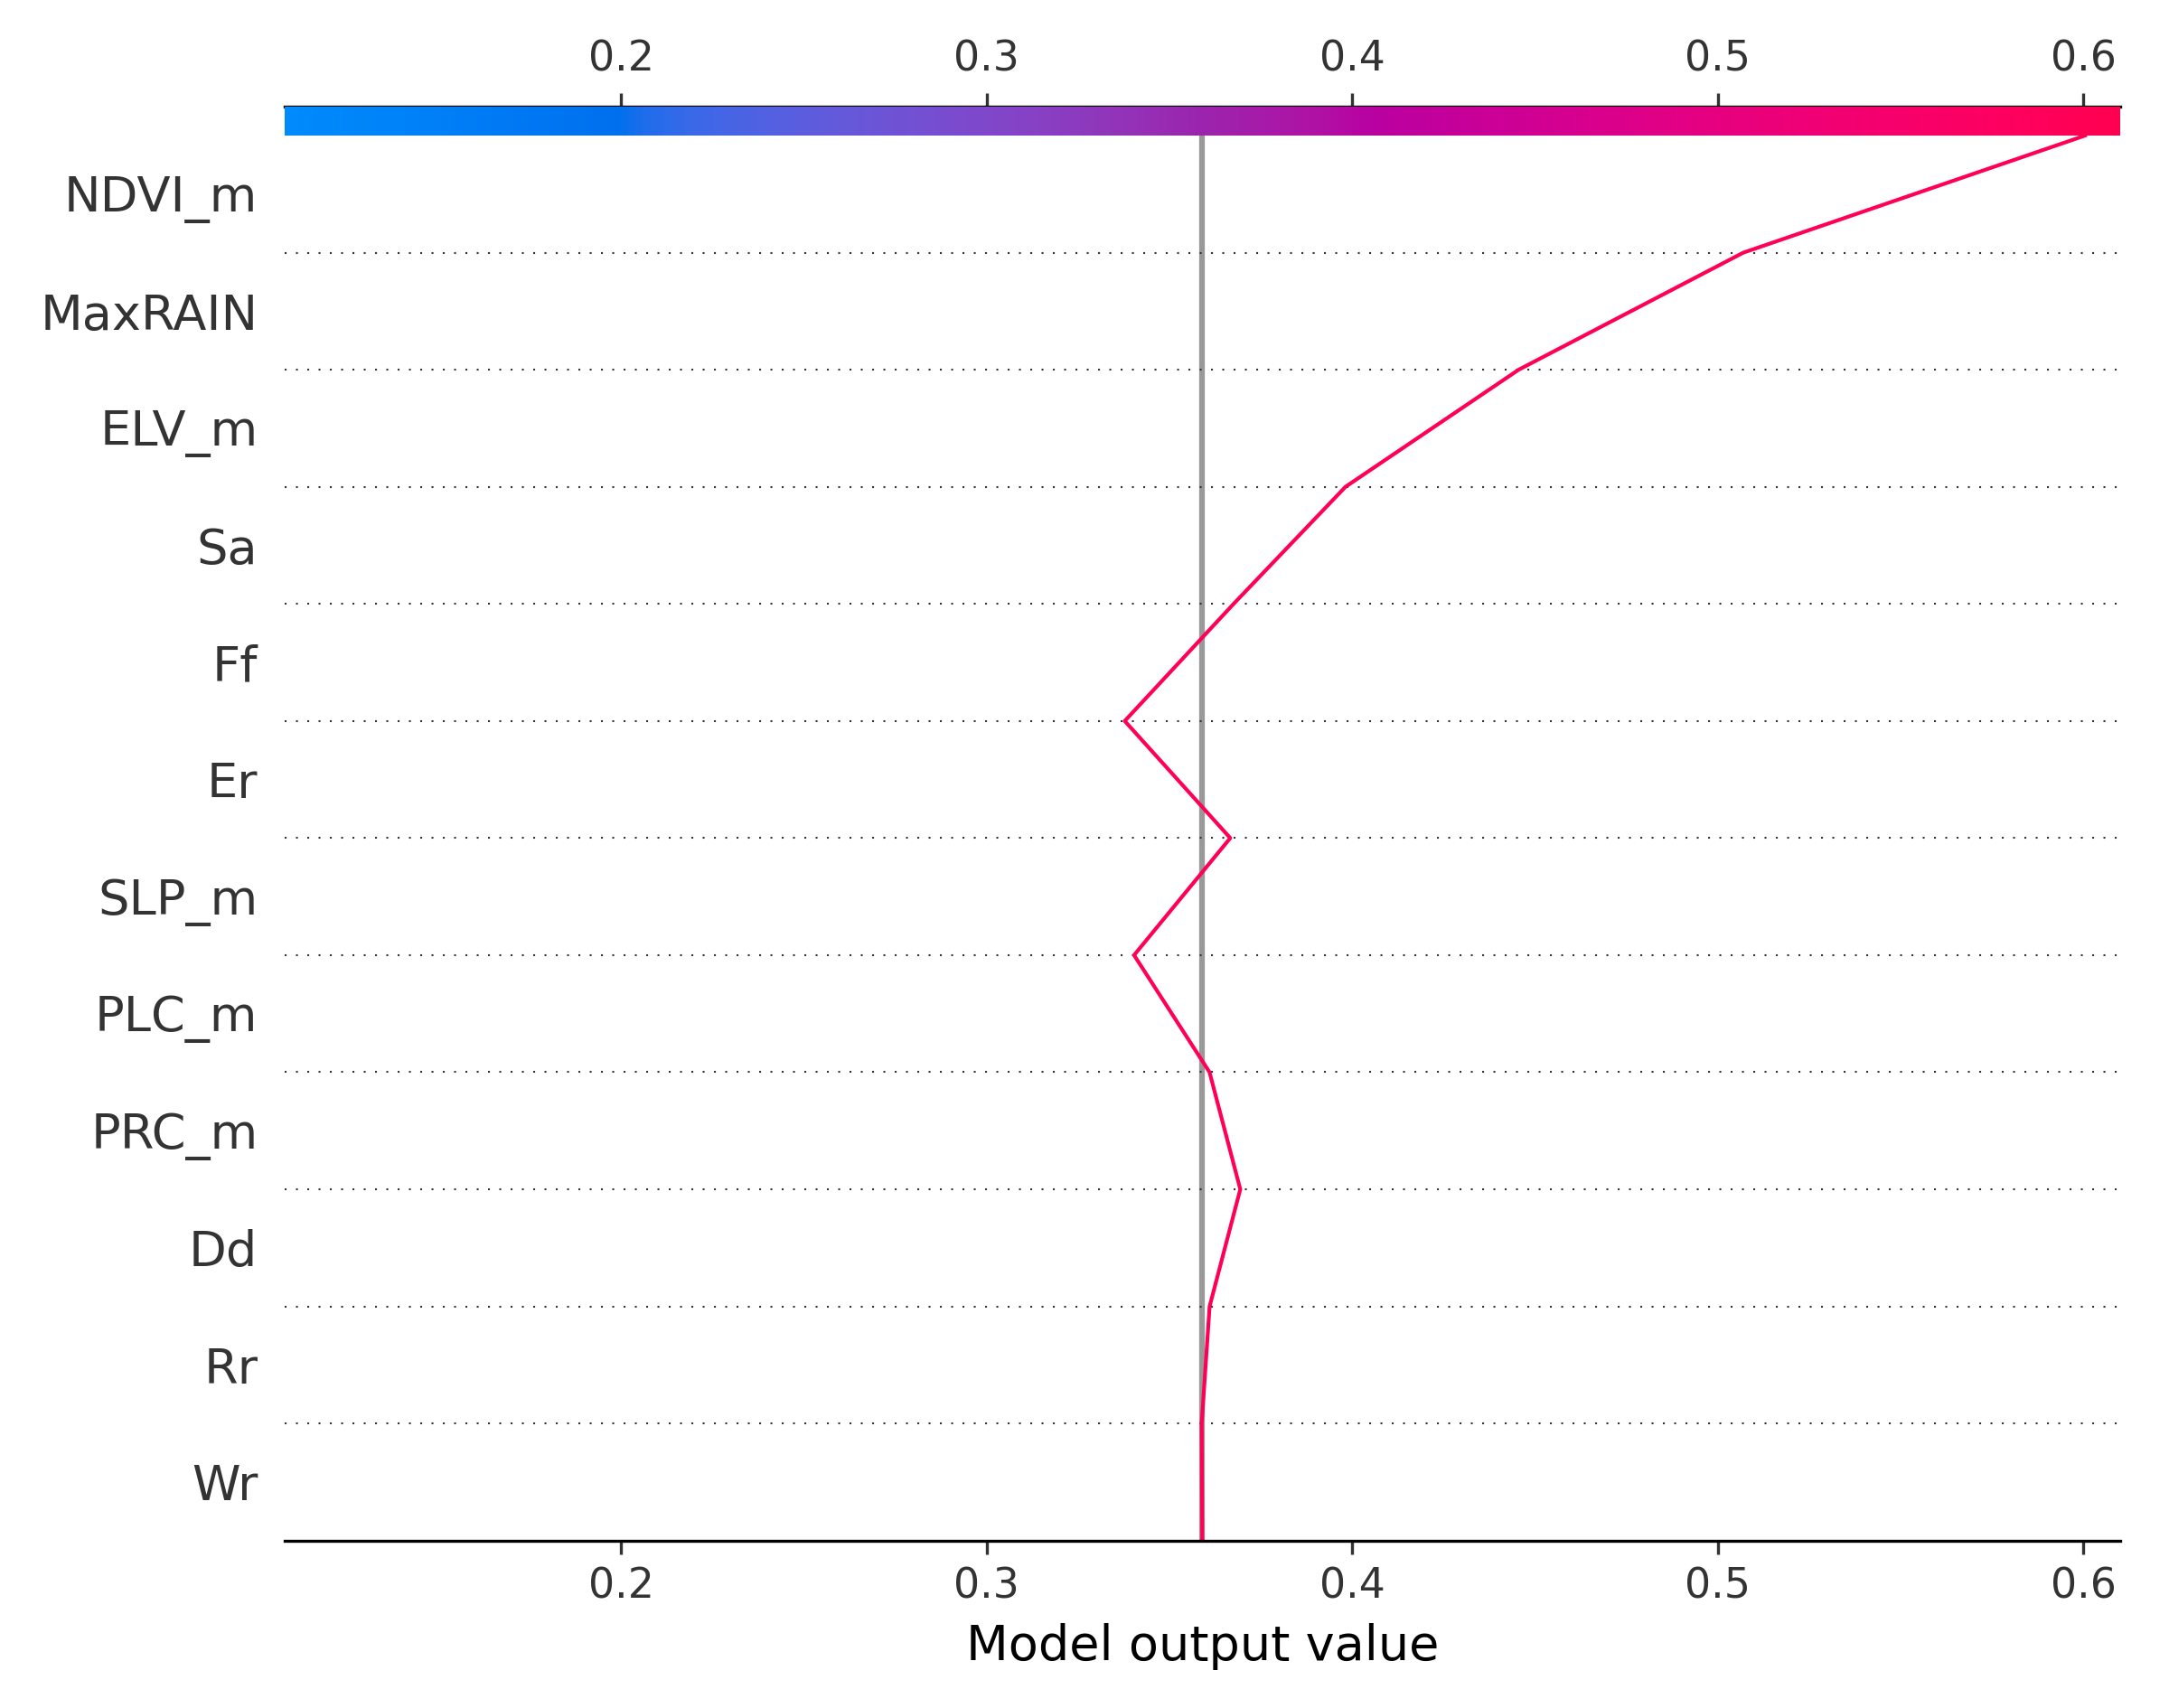 0.2 0.3 0.4 0.5 0.6
NDVI_m
MaxRAIN
ELV_m
Sa
Ff
Er
SLP_m
PLC_m
PRC_m
Dd
Rr
Wr
0.2 0.3 0.4 0.5 0.6
Model output value